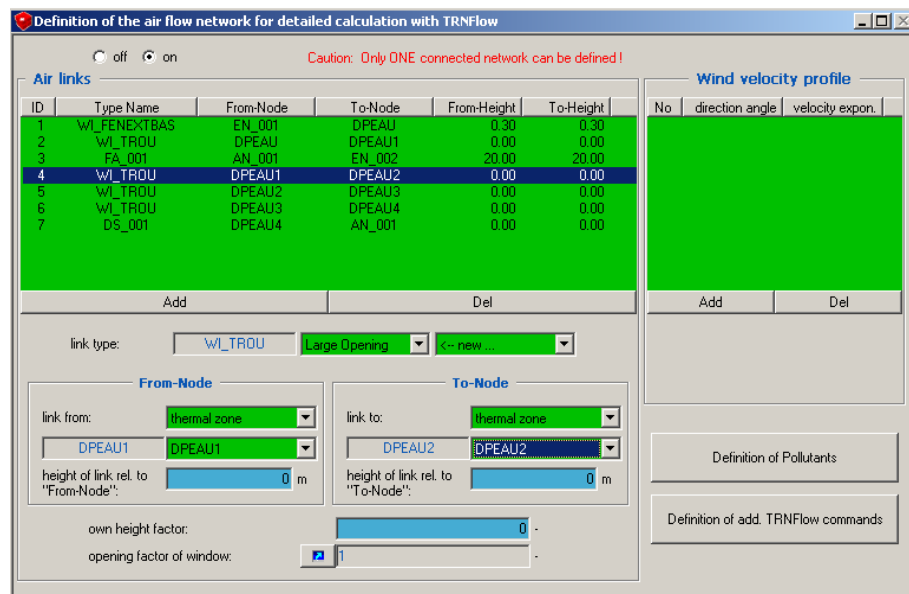 Definition of the air flow network for detailed calculation with TRNFlow
off on Caution: Only ONE connected network can be defined !
Air links
Wind velocity profile
ID Type Name From-Node To-Node From-Height To-Height
No direction angle velocity expon.
1 WI_FENEXTBAS EN_001 DPEAU 0.30 0.30
2 WI_TROU DPEAU DPEAU1 0.00 0.00
3 FA_001 AN_001 EN_002 20.00 20.00
4 WI_TROU DPEAU1 DPEAU2 0.00 0.00
5 WI_TROU DPEAU2 DPEAU3 0.00 0.00
6 WI_TROU DPEAU3 DPEAU4 0.00 0.00
7 DS_001 DPEAU4 AN_001 0.00 0.00
Add Del
Add Del
link type: WI_TROU Large Opening <-- new ...
From-Node
To-Node
link from: thermal zone
link to: thermal zone
DPEAU1 DPEAU1
DPEAU2 DPEAU2
height of link rel. to
"From-Node": 0 m
height of link rel. to
"To-Node": 0 m
own height factor: 0 -
opening factor of window: 1 -
Definition of Pollutants
Definition of add. TRNFlow commands